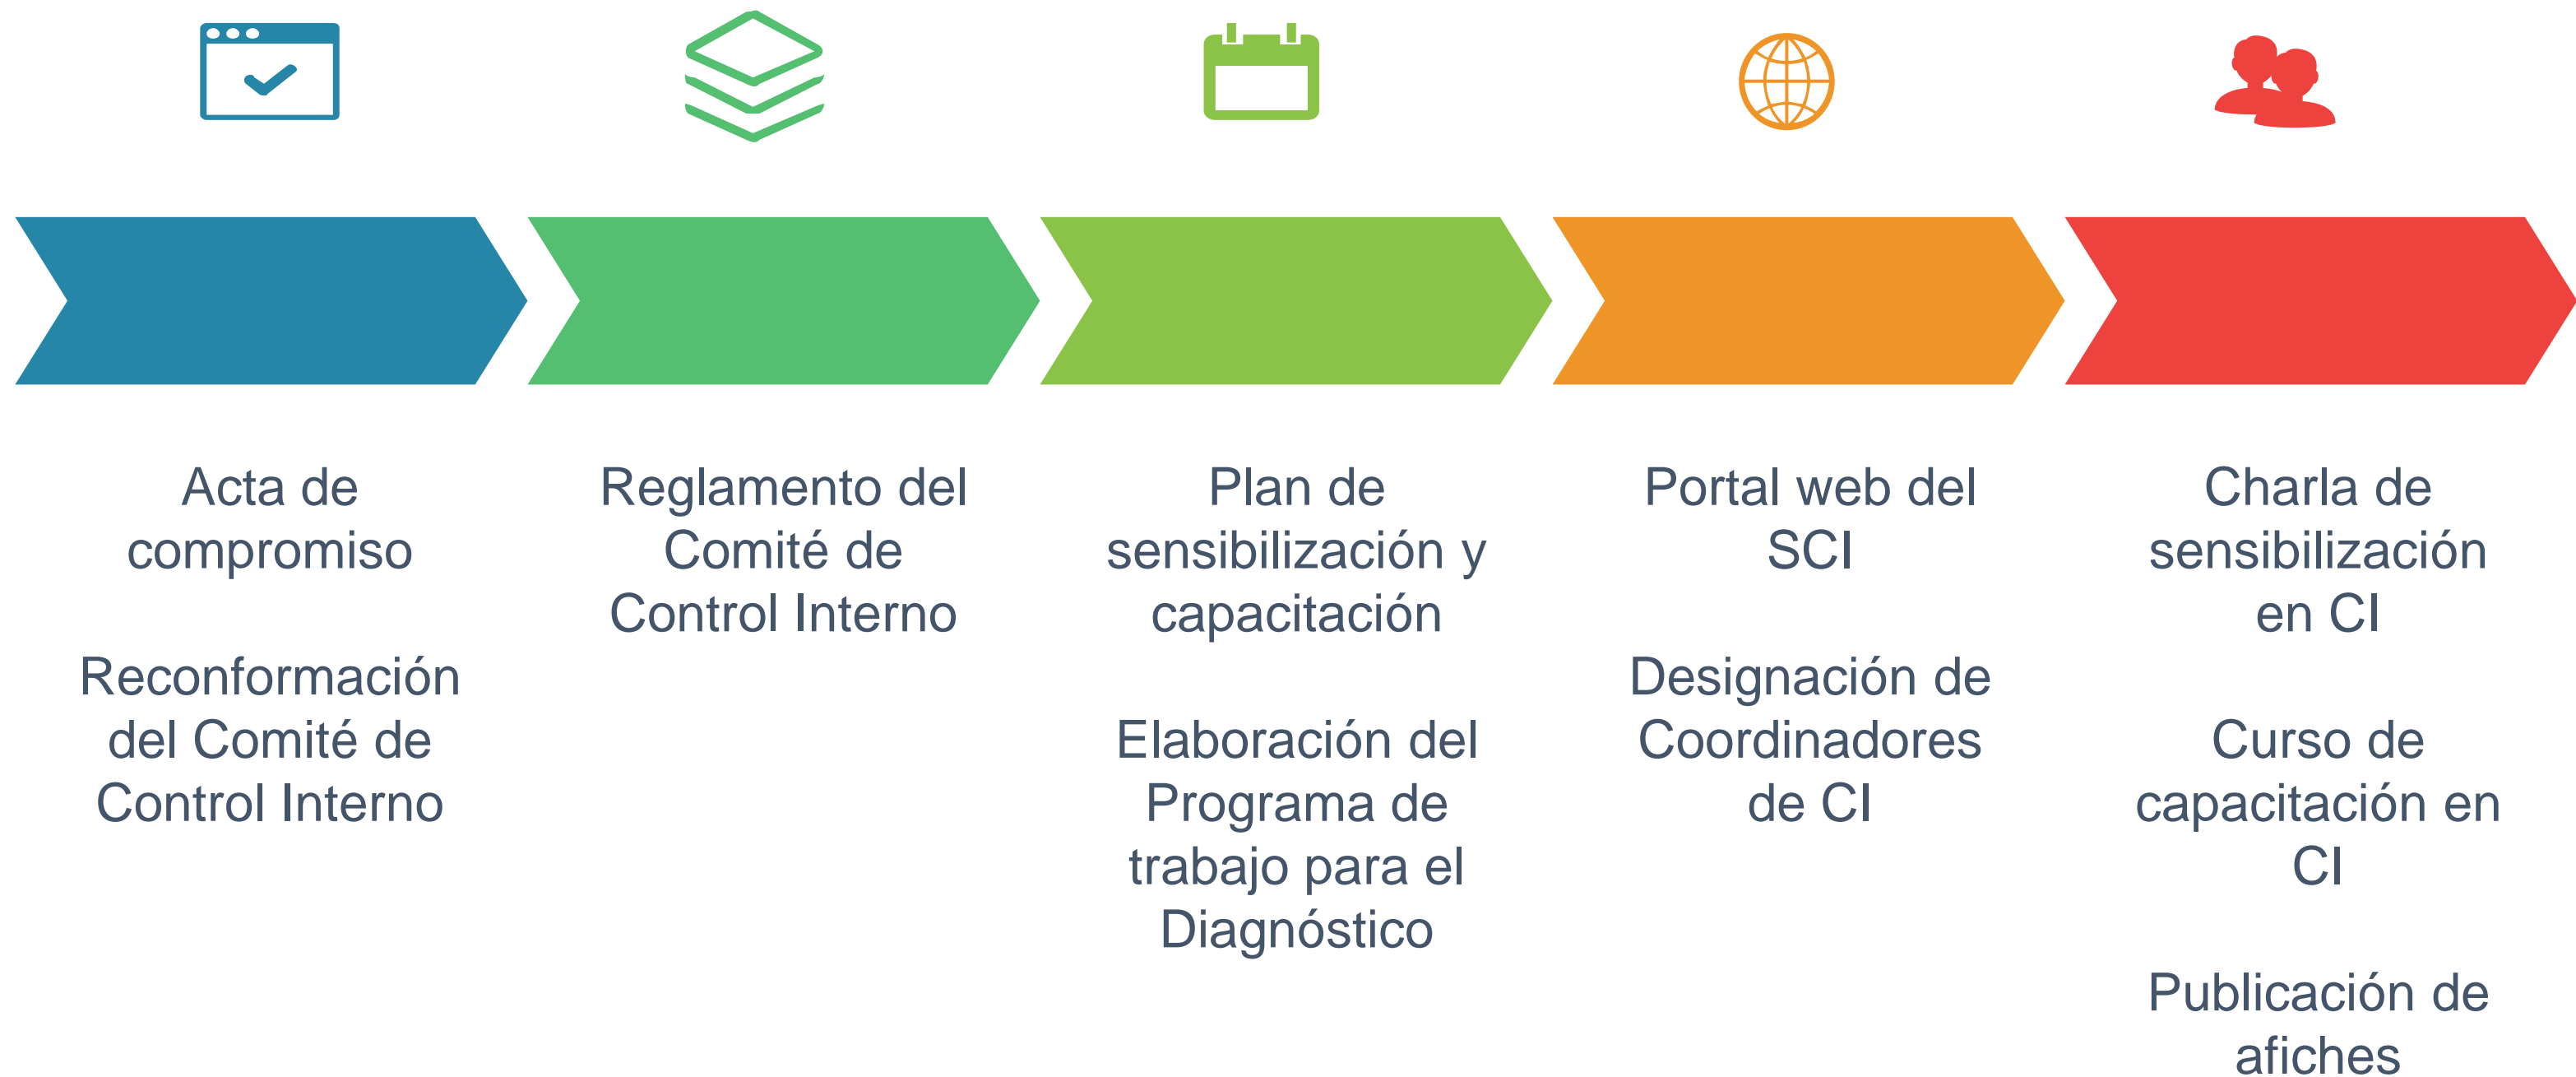 Acta de
compromiso
Reconformación
del Comité de
Control Interno
Reglamento del
Comité de
Control Interno
Plan de
sensibilización y
capacitación
Elaboración del
Programa de
trabajo para el
Diagnóstico
Portal web del
SCI
Designación de
Coordinadores
de CI
Charla de
sensibilización
en CI
Curso de
capacitación en
CI
Publicación de
afiches